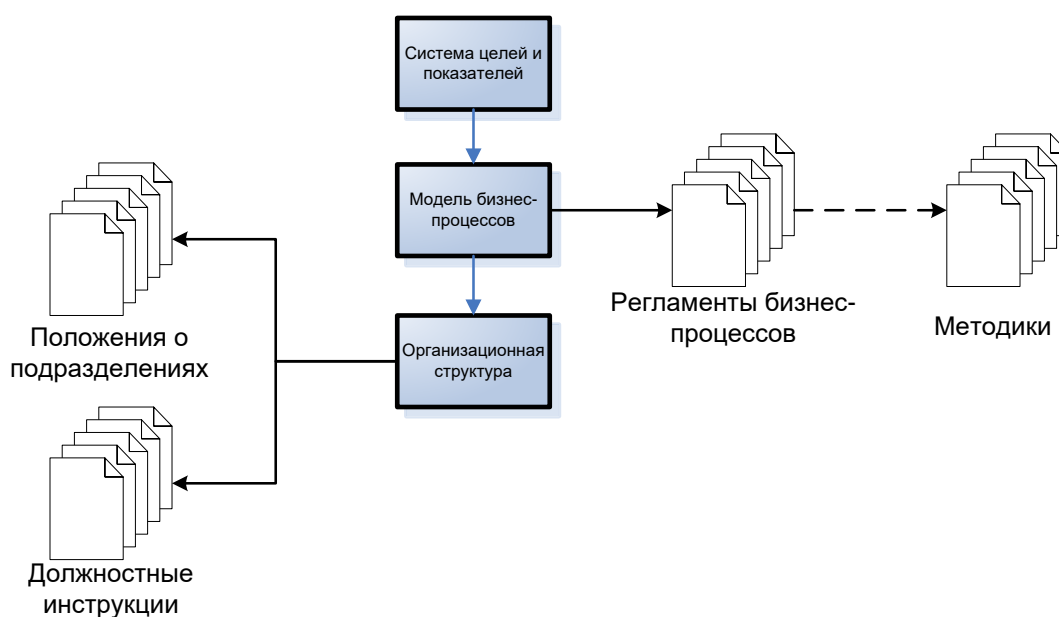 Система целей и
показателей
Модель бизнес-
процессов
Регламенты бизнес-
процессов
Методики
Организационная
структура
Положения о
подразделениях
Должностные
инструкции